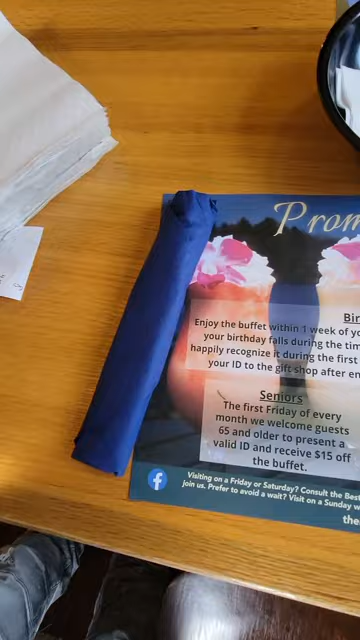 Prom
Bir
Enjoy the buffet within 1 week of yo
your birthday falls during the tim
happily recognize it during the first
your ID to the gift shop after en
Seniors
The first Friday of every
month we welcome guests
65 and older to present a
valid ID and receive $15 off
the buffet.
f
Visiting on a Friday or Saturday? Consult the Best
join us. Prefer to avoid a wait? Visit on a Sunday w
the